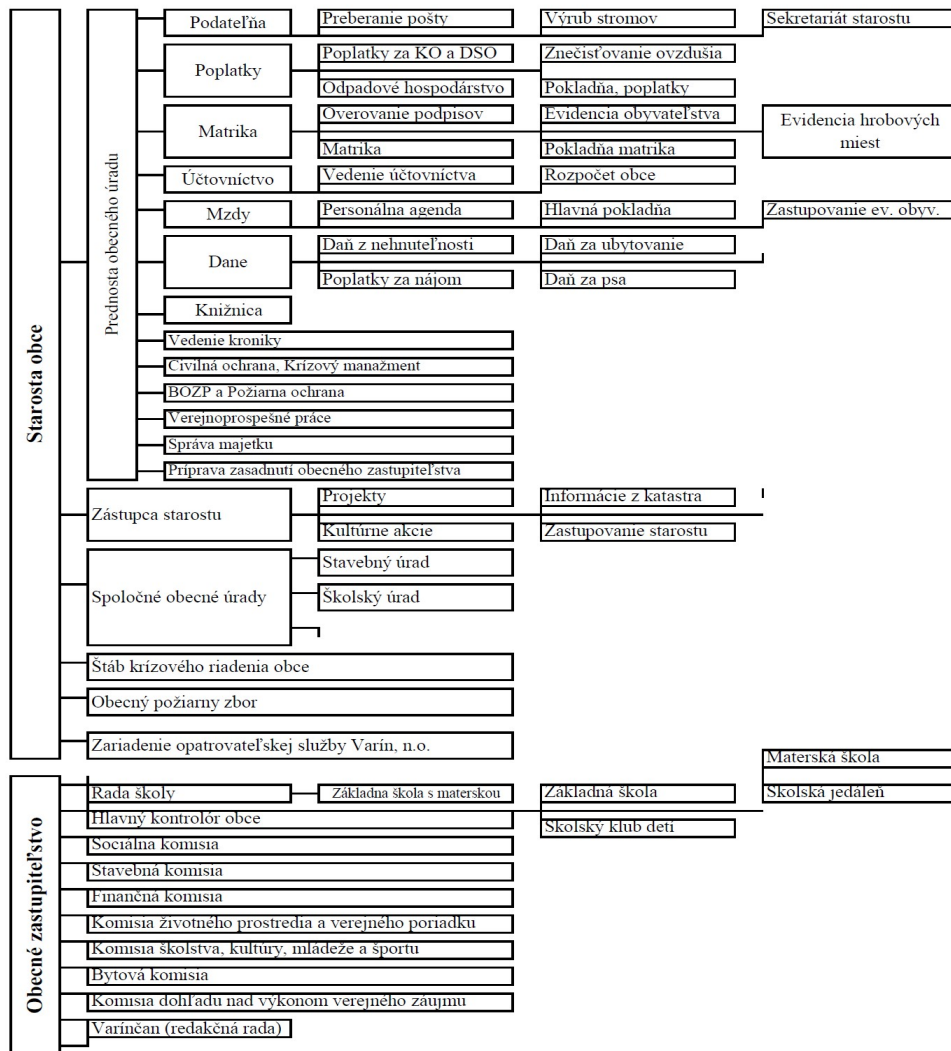 Starosta obce
Prednosta obecného úradu
Podateľňa
Preberanie pošty
Výrub stromov
Sekretariát starostu
Poplatky
Poplatky za KO a DSO
Znečisťovanie ovzdušia
Odpadové hospodárstvo
Pokladňa, poplatky
Matrika
Overovanie podpisov
Evidencia obyvateľstva
Evidencia hrobových
miest
Matrika
Pokladňa matrika
Účtovníctvo
Vedenie účtovníctva
Rozpočet obce
Mzdy
Personálna agenda
Hlavná pokladňa
Zastupovanie ev. obyv.
Dane
Daň z nehnuteľnosti
Daň za ubytovanie
Poplatky za nájom
Daň za psa
Knižnica
Vedenie kroniky
Civilná ochrana, Krízový manažment
BOZP a Požiarna ochrana
Verejnoprospešné práce
Správa majetku
Príprava zasadnutí obecného zastupiteľstva
Zástupca starostu
Projekty
Informácie z katastra
Kultúrne akcie
Zastupovanie starostu
Spoločné obecné úrady
Stavebný úrad
Školský úrad
Štáb krízového riadenia obce
Obecný požiarny zbor
Zariadenie opatrovateľskej služby Varín, n.o.
Obecné zastupiteľstvo
Rada školy
Základna škola s materskou
Základná škola
Materská škola
Skolská jedáleň
Hlavný kontrolór obce
Skolský klub detí
Sociálna komisia
Stavebná komisia
Finančná komisia
Komisia životného prostredia a verejného poriadku
Komisia školstva, kultúry, mládeže a športu
Bytová komisia
Komisia dohľadu nad výkonom verejného záujmu
Varínčan (redakčná rada)